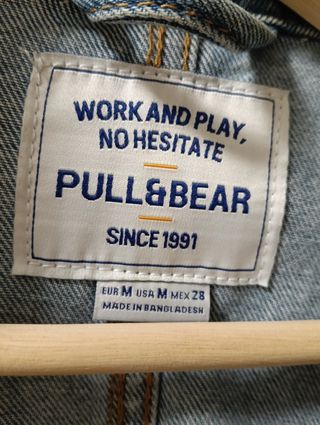 WORK AND PLAY,
NO HESITATE
PULL&BEAR
SINCE 1991
EUR M USA M MEX 28
MADE IN BANGLADESH